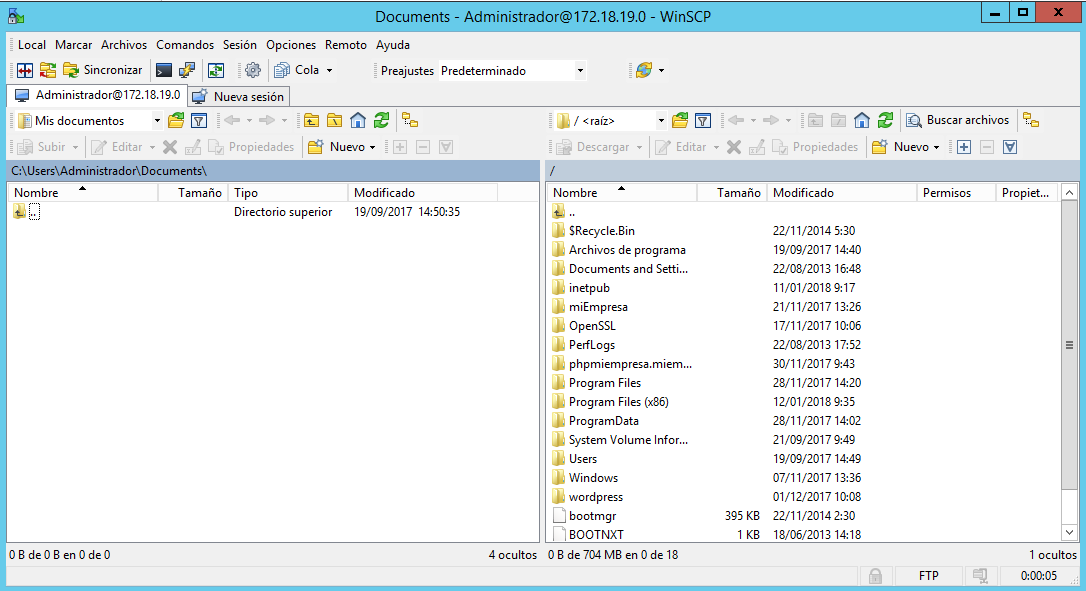 Documents - Administrador@172.18.19.0 - WinSCP
Local Marcar Archivos Comandos Sesión Opciones Remoto Ayuda
Sincronizar Cola Preajustes Predeterminado
Administrador@172.18.19.0 Nueva sesión
Mis documentos / <raíz> Buscar archivos
Subir Editar Propiedades Nuevo Descargar Editar Propiedades Nuevo
C:\Users\Administrador\Documents\ /
Nombre Tamaño Tipo Modificado Nombre Tamaño Modificado Permisos Propiet...
.. Directorio superior 19/09/2017 14:50:35 ..
$Recycle.Bin 22/11/2014 5:30
Archivos de programa 19/09/2017 14:40
Documents and Setti... 22/08/2013 16:48
inetpub 11/01/2018 9:17
miEmpresa 21/11/2017 13:26
OpenSSL 17/11/2017 10:06
PerfLogs 22/08/2013 17:52
phpmiempresa.miem... 30/11/2017 9:43
Program Files 28/11/2017 14:20
Program Files (x86) 12/01/2018 9:35
ProgramData 28/11/2017 14:02
System Volume Infor... 21/09/2017 9:49
Users 19/09/2017 14:49
Windows 07/11/2017 13:36
wordpress 01/12/2017 10:08
bootmgr 395 KB 22/11/2014 2:30
BOOTNXT 1 KB 18/06/2013 14:18
0 B de 0 B en 0 de 0 4 ocultos 0 B de 704 MB en 0 de 18 1 ocultos
FTP 0:00:05